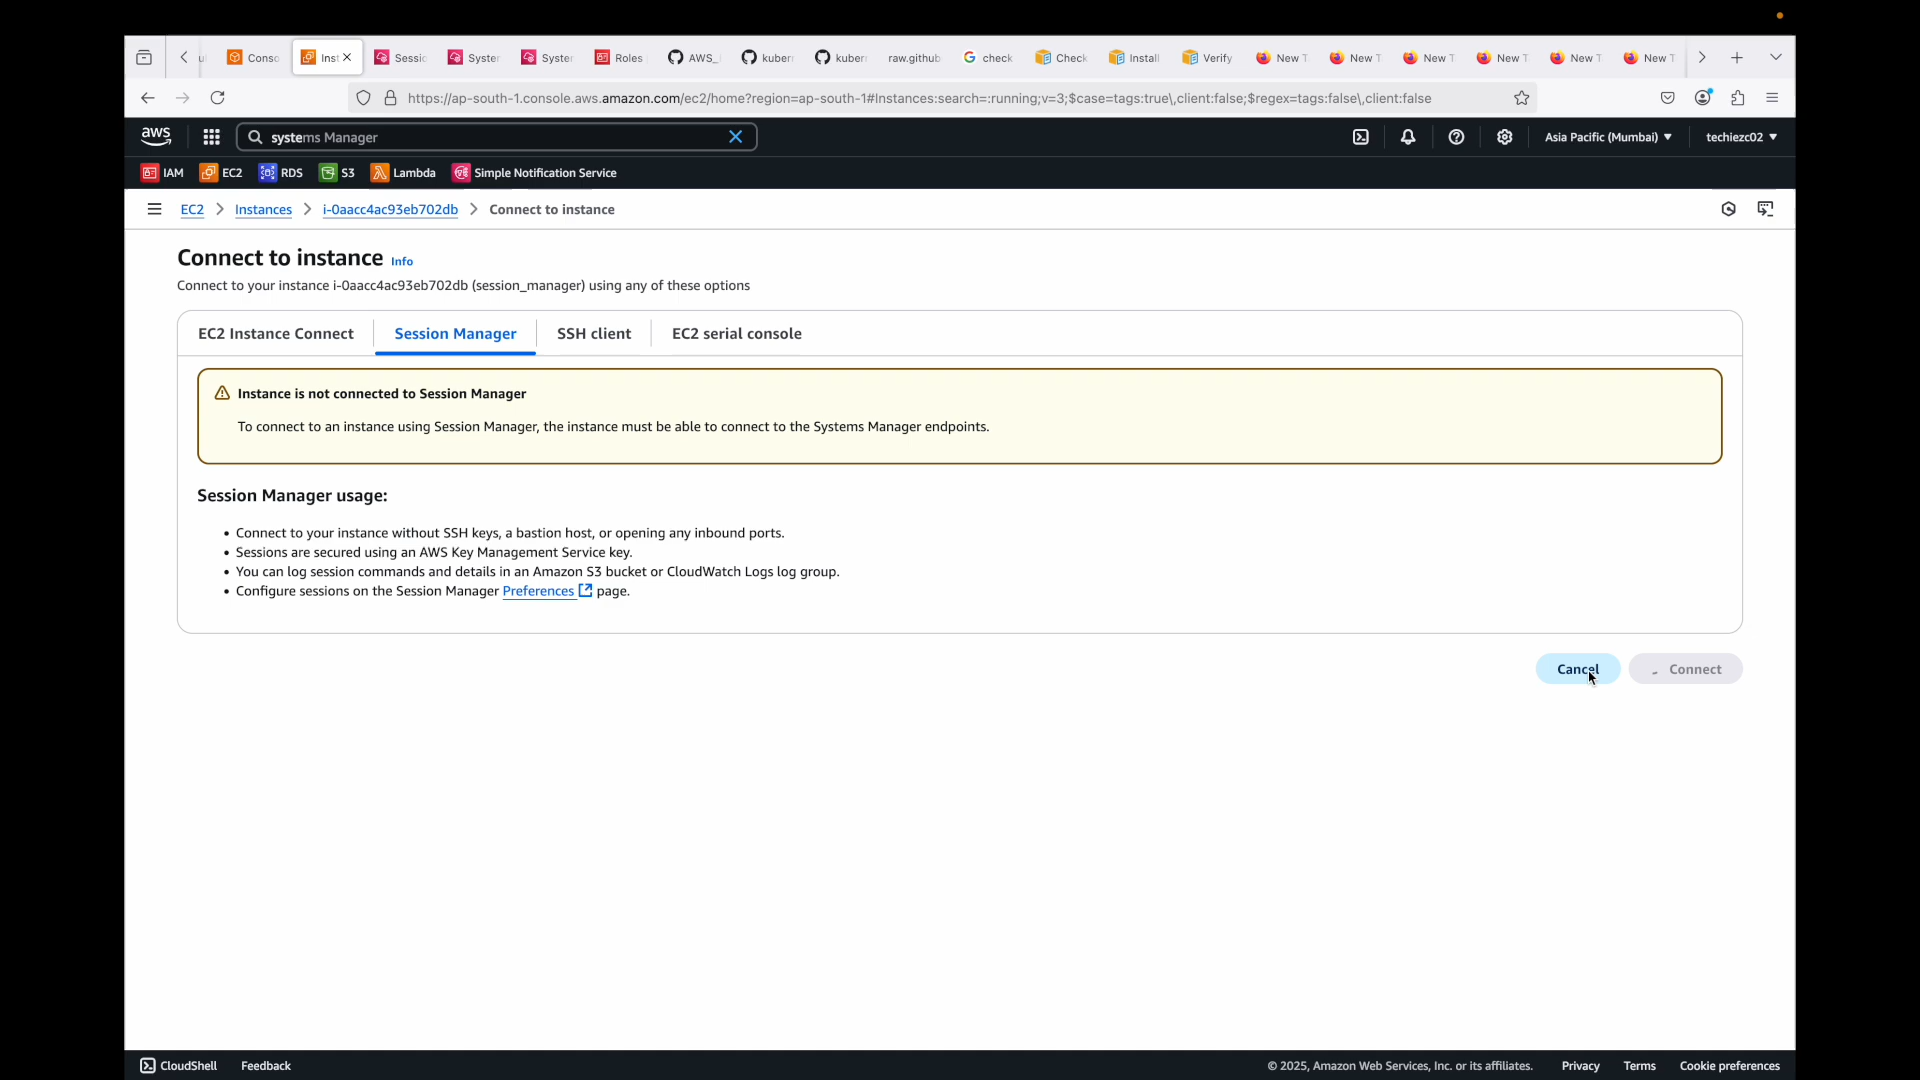 Conso
Inst
Sessic
System
System
Roles
AWS_
kubern
kubern
raw.github
check
Check
Install
Verify
New T
New T
New T
New T
New T
New T
https://ap-south-1.console.aws.amazon.com/ec2/home?region=ap-south-1#Instances:search=:running;v=3;$case=tags:true\,client:false;$regex=tags:false\,client:false
aws
systems Manager
Asia Pacific (Mumbai)
techiezc02
IAM
EC2
RDS
S3
Lambda
Simple Notification Service
EC2 > Instances > i-0aacc4ac93eb702db > Connect to instance
Connect to instance Info
Connect to your instance i-0aacc4ac93eb702db (session_manager) using any of these options
EC2 Instance Connect
Session Manager
SSH client
EC2 serial console
Instance is not connected to Session Manager
To connect to an instance using Session Manager, the instance must be able to connect to the Systems Manager endpoints.
Session Manager usage:
• Connect to your instance without SSH keys, a bastion host, or opening any inbound ports.
• Sessions are secured using an AWS Key Management Service key.
• You can log session commands and details in an Amazon S3 bucket or CloudWatch Logs log group.
• Configure sessions on the Session Manager Preferences page.
Cancel
Connect
CloudShell
Feedback
© 2025, Amazon Web Services, Inc. or its affiliates.
Privacy
Terms
Cookie preferences